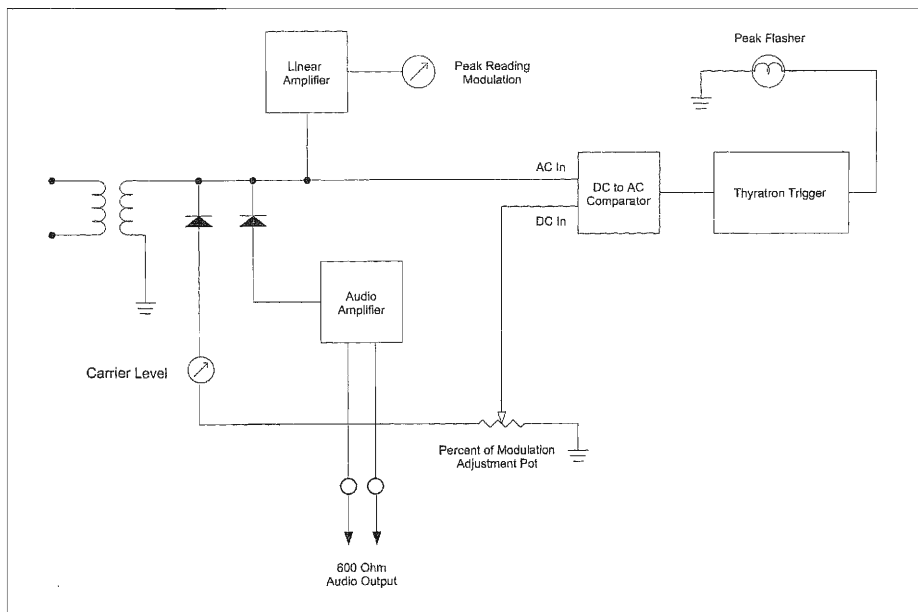 Peak Flasher
Linear
Amplifier
Peak Reading
Modulation
AC In
DC In
DC to AC
Comparator
Thyratron Trigger
Audio
Amplifier
Carrier Level
Percent of Modulation
Adjustment Pot
600 Ohm
Audio Output